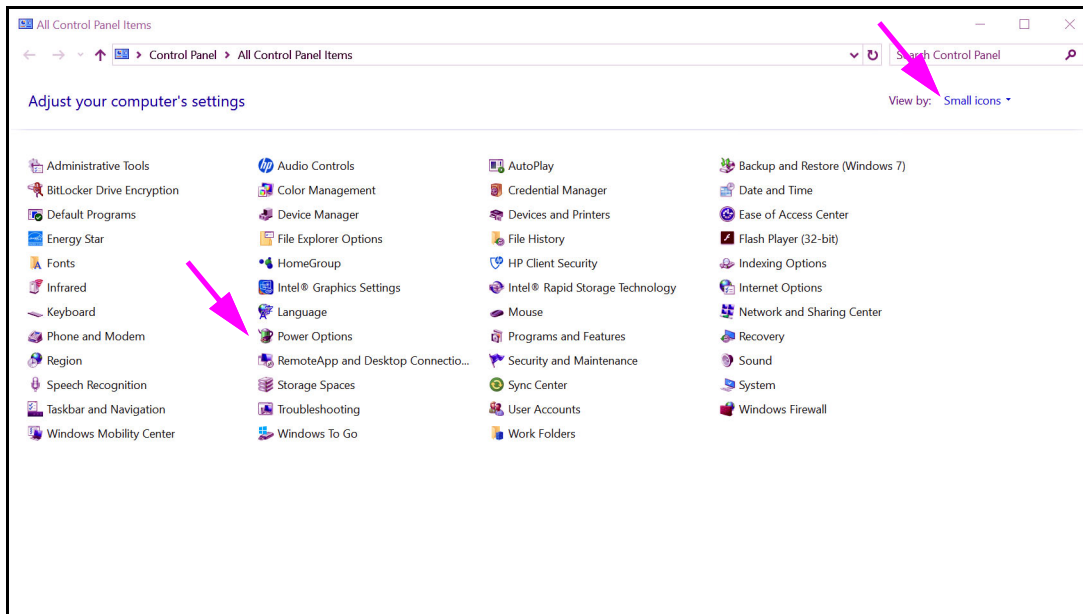 All Control Panel Items
Control Panel > All Control Panel Items
Search Control Panel
Adjust your computer's settings
View by: Small icons
Administrative Tools Audio Controls AutoPlay Backup and Restore (Windows 7)
BitLocker Drive Encryption Color Management Credential Manager Date and Time
Default Programs Device Manager Devices and Printers Ease of Access Center
Energy Star File Explorer Options File History Flash Player (32-bit)
Fonts HomeGroup HP Client Security Indexing Options
Infrared Intel® Graphics Settings Intel® Rapid Storage Technology Internet Options
Keyboard Language Mouse Network and Sharing Center
Phone and Modem Power Options Programs and Features Recovery
Region RemoteApp and Desktop Connectio... Security and Maintenance Sound
Speech Recognition Storage Spaces Sync Center System
Taskbar and Navigation Troubleshooting User Accounts Windows Firewall
Windows Mobility Center Windows To Go Work Folders